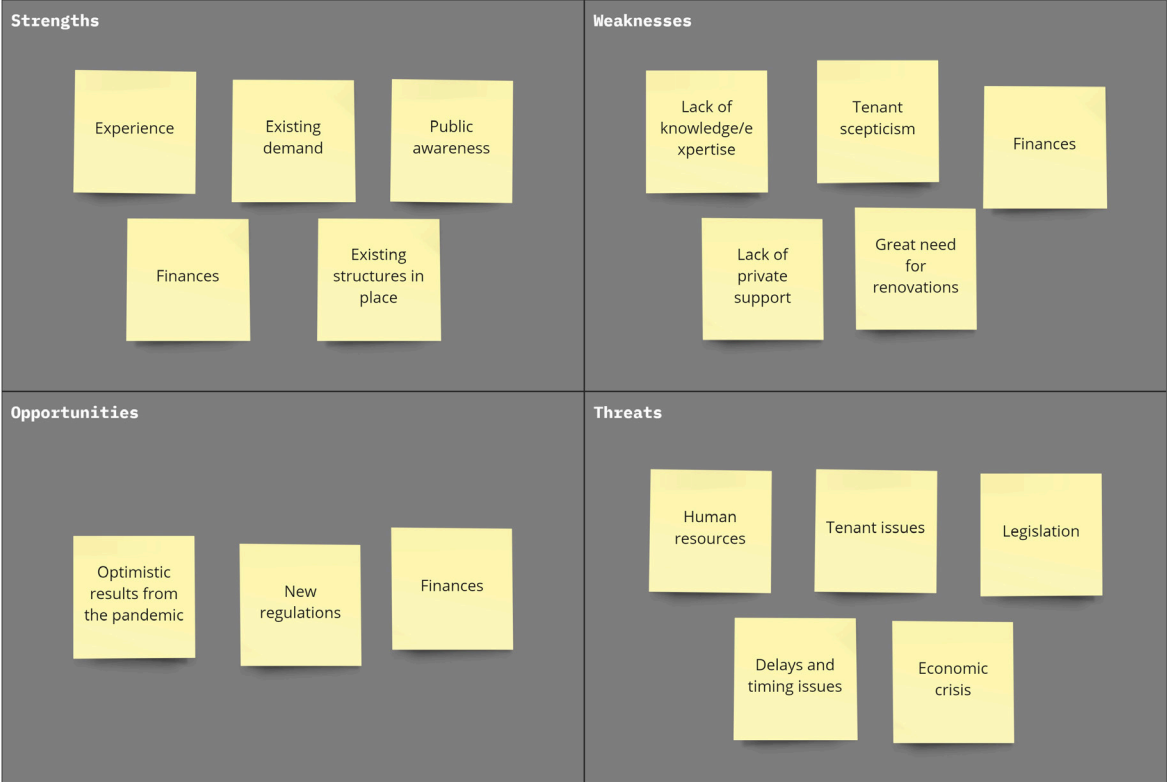 Strengths
Experience
Existing
demand
Public
awareness
Finances
Existing
structures in
place
Weaknesses
Lack of
knowledge/e
xpertise
Tenant
scepticism
Finances
Lack of
private
support
Great need
for
renovations
Opportunities
Optimistic
results from
the pandemic
New
regulations
Finances
Threats
Human
resources
Tenant issues
Legislation
Delays and
timing issues
Economic
crisis